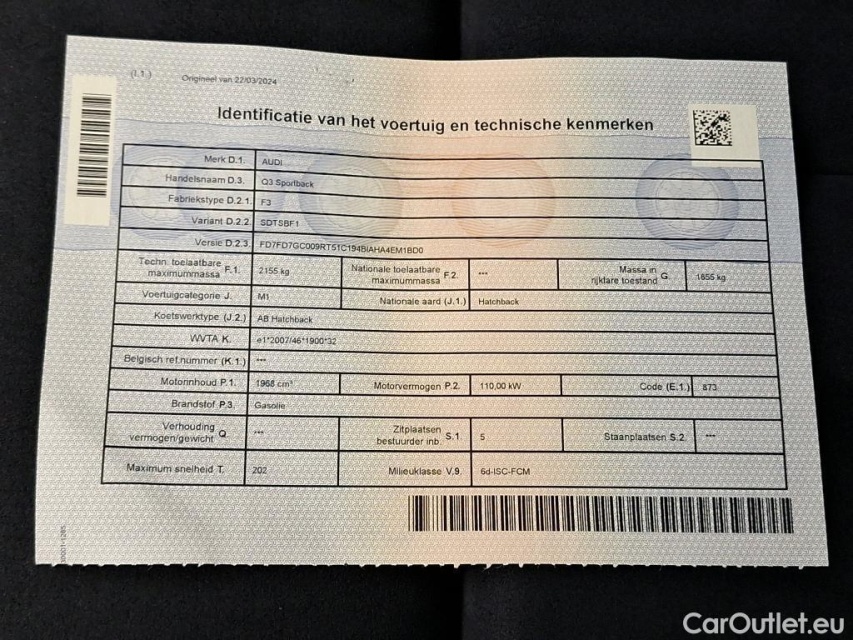 (I.1.) Origineel van 22/03/2024
Identificatie van het voertuig en technische kenmerken
Merk D.1. AUDI
Handelsnaam D.3. Q3 Sportback
Fabriekstype D.2.1. F3
Variant D.2.2. SDTSBF1
Versie D.2.3. FD7FD7GC009RT51C194BIAHA4EM1BD0
Techn. toelaatbare maximummassa F.1. 2155 kg Nationale toelaatbare maximummassa F.2. --- Massa in rijklare toestand G. 1655 kg
Voertuigcategorie J. M1 Nationale aard (J.1.) Hatchback
Koetswerktype (J.2.) AB Hatchback
WVTA K. e1*2007/46*1900*32
Belgisch ref.nummer (K.1.) ---
Motorinhoud P.1. 1968 cm³ Motorvermogen P.2. 110,00 kW Code (E.1.) 873
Brandstof P.3. Gasolie
Verhouding vermogen/gewicht Q. --- Zitplaatsen bestuurder inb. S.1. 5 Staanplaatsen S.2. ---
Maximum snelheid T. 202 Milieuklasse V.9. 6d-ISC-FCM
CarOutlet.eu